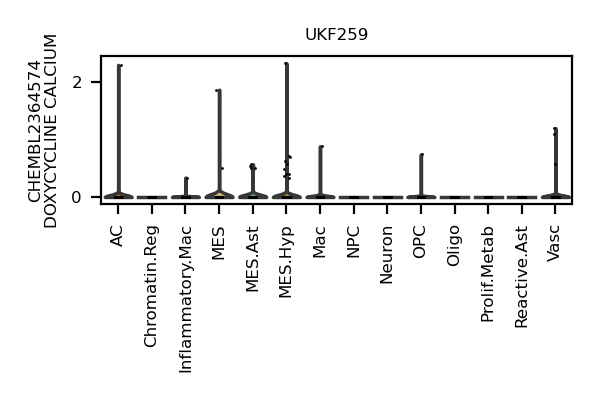 UKF259
CHEMBL2364574
DOXYCYCLINE CALCIUM
2
0
AC
Chromatin.Reg
Inflammatory.Mac
MES
MES.Ast
MES.Hyp
Mac
NPC
Neuron
OPC
Oligo
Prolif.Metab
Reactive.Ast
Vasc